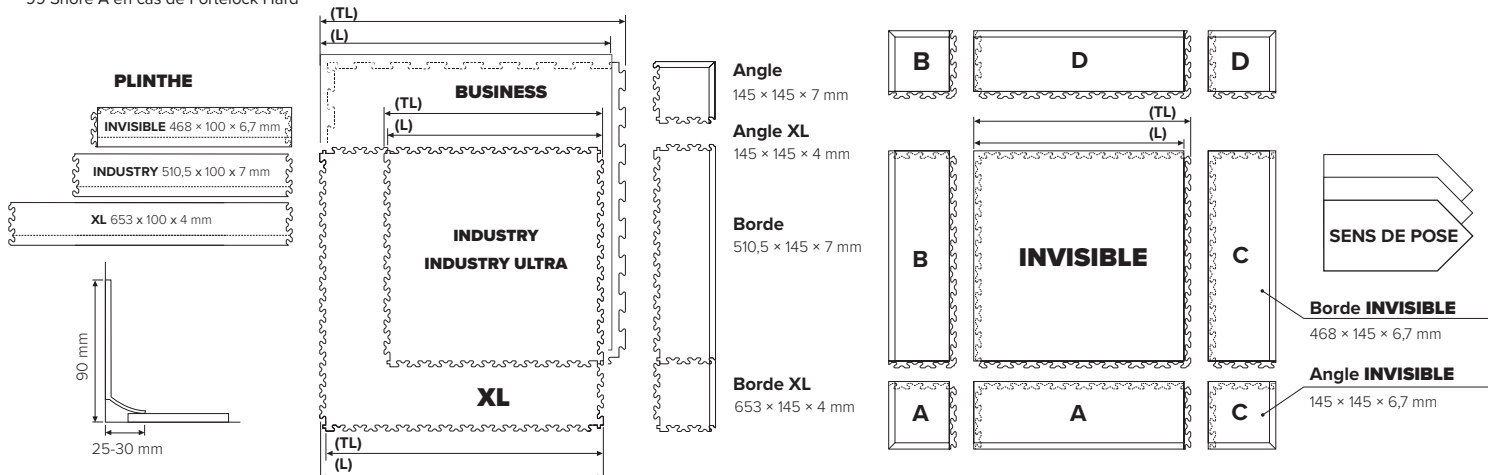 95 Shore A en cas de Fortelock Hard
PLINTHE
INVISIBLE 468 × 100 × 6,7 mm
INDUSTRY 510,5 x 100 x 7 mm
XL 653 x 100 x 4 mm
90 mm
25-30 mm
(TL)
(L)
BUSINESS
(TL)
(L)
INDUSTRY
INDUSTRY ULTRA
XL
(TL)
(L)
Angle
145 × 145 × 7 mm
Angle XL
145 × 145 × 4 mm
Borde
510,5 × 145 × 7 mm
Borde XL
653 × 145 × 4 mm
B
D
D
(TL)
(L)
B
INVISIBLE
C
A
A
C
SENS DE POSE
Borde INVISIBLE
468 × 145 × 6,7 mm
Angle INVISIBLE
145 × 145 × 6,7 mm